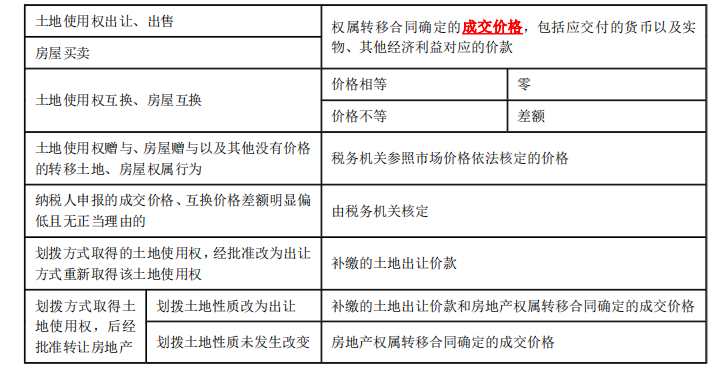 土地使用权出让、出售
房屋买卖
权属转移合同确定的成交价格，包括应交付的货币以及实
物、其他经济利益对应的价款
土地使用权互换、房屋互换
价格相等
零
价格不等
差额
土地使用权赠与、房屋赠与以及其他没有价格
的转移土地、房屋权属行为
税务机关参照市场价格依法核定的价格
纳税人申报的成交价格、互换价格差额明显偏
低且无正当理由的
由税务机关核定
划拨方式取得的土地使用权，经批准改为出让
方式重新取得该土地使用权
补缴的土地出让价款
划拨方式取得土
地使用权，后经
批准转让房地产
划拨土地性质改为出让
补缴的土地出让价款和房地产权属转移合同确定的成交价格
划拨土地性质未发生改变
房地产权属转移合同确定的成交价格